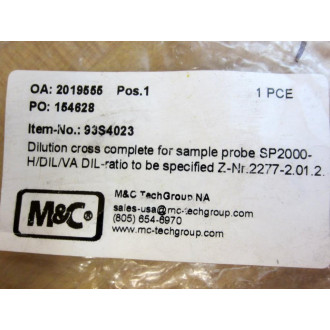 OA: 2019555 Pos.1 1 PCE
PO: 154628
Item-No.: 93S4023
Dilution cross complete for sample probe SP2000-
H/DIL/VA DIL-ratio to be specified Z-Nr.2277-2.01.2.
M&C TechGroup NA
sales-usa@mc-techgroup.com
(805) 654-6970
www.mc-techgroup.com
M&C